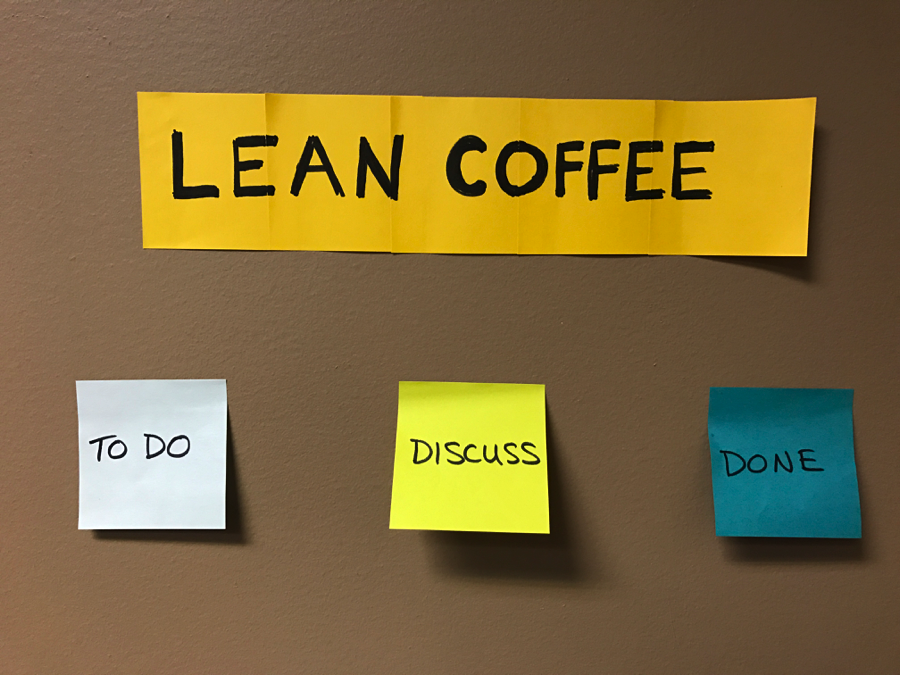 LEAN COFFEE
TO DO
DISCUSS
DONE